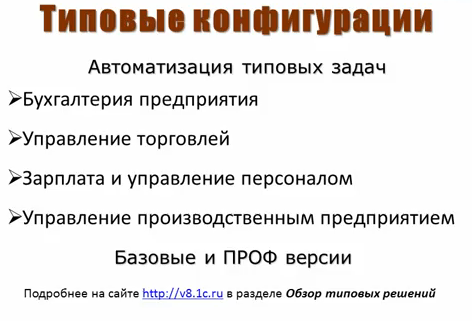 Типовые конфигурации
Автоматизация типовых задач
➢Бухгалтерия предприятия
➢Управление торговлей
➢Зарплата и управление персоналом
➢Управление производственным предприятием
Базовые и ПРОФ версии
Подробнее на сайте http://v8.1c.ru в разделе Обзор типовых решений